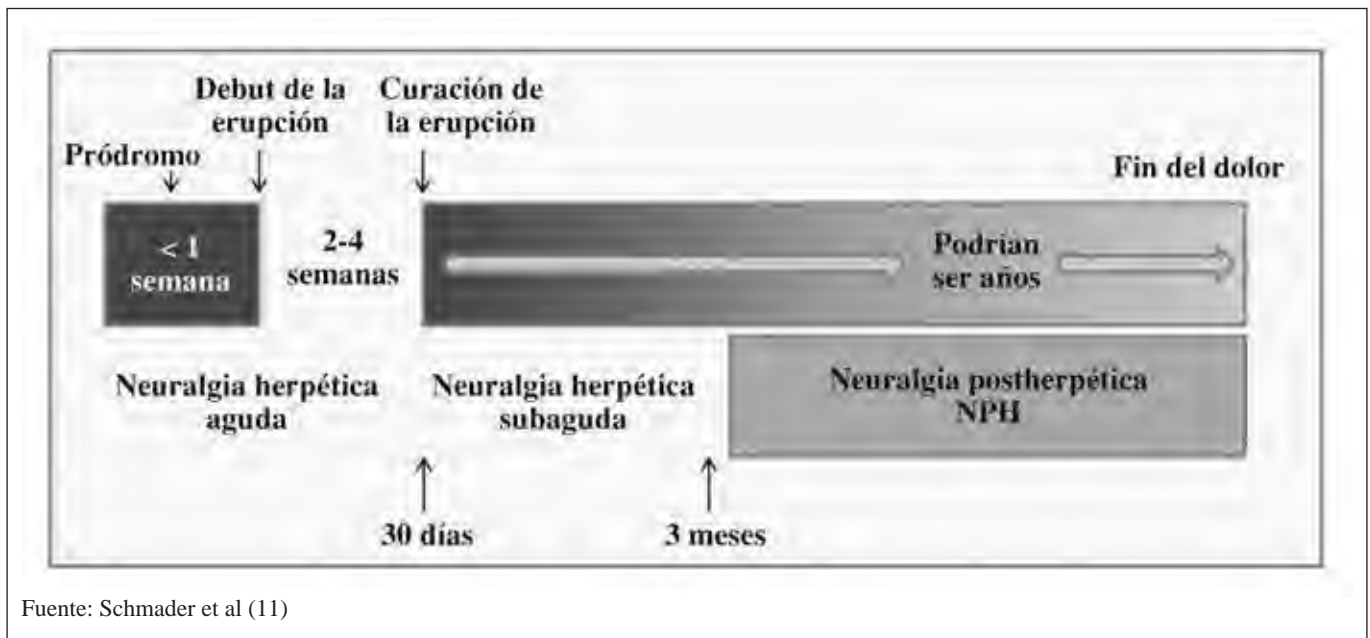 Debut de la
erupción
Curación de
la erupción
Pródromo
Fin del dolor
< 1
semana
2-4
semanas
Podrían
ser años
Neuralgia herpética
aguda
Neuralgia herpética
subaguda
Neuralgia postherpética
NPH
30 días
3 meses
Fuente: Schmader et al (11)